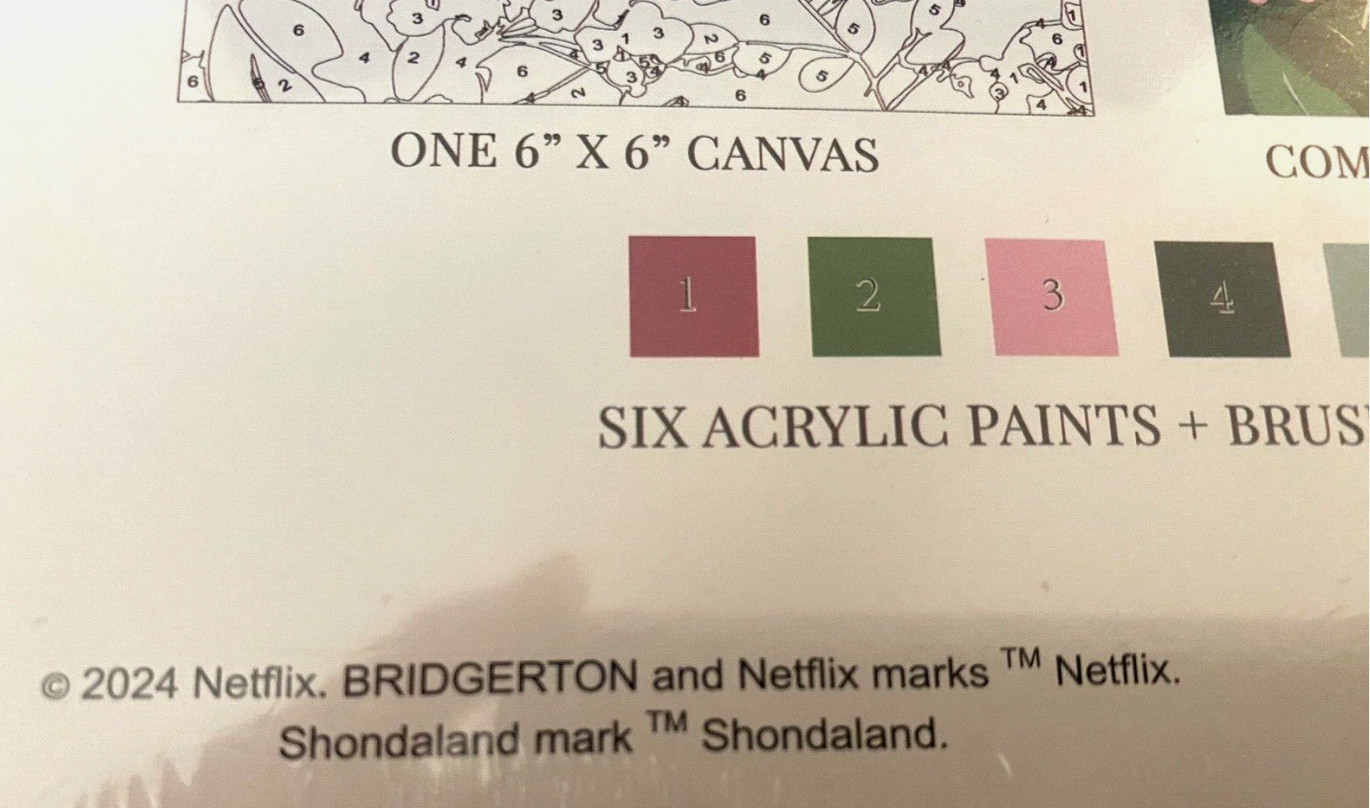 ONE 6” X 6” CANVAS
COM
1 2 3 4
SIX ACRYLIC PAINTS + BRUS
© 2024 Netflix. BRIDGERTON and Netflix marks ™ Netflix.
Shondaland mark ™ Shondaland.